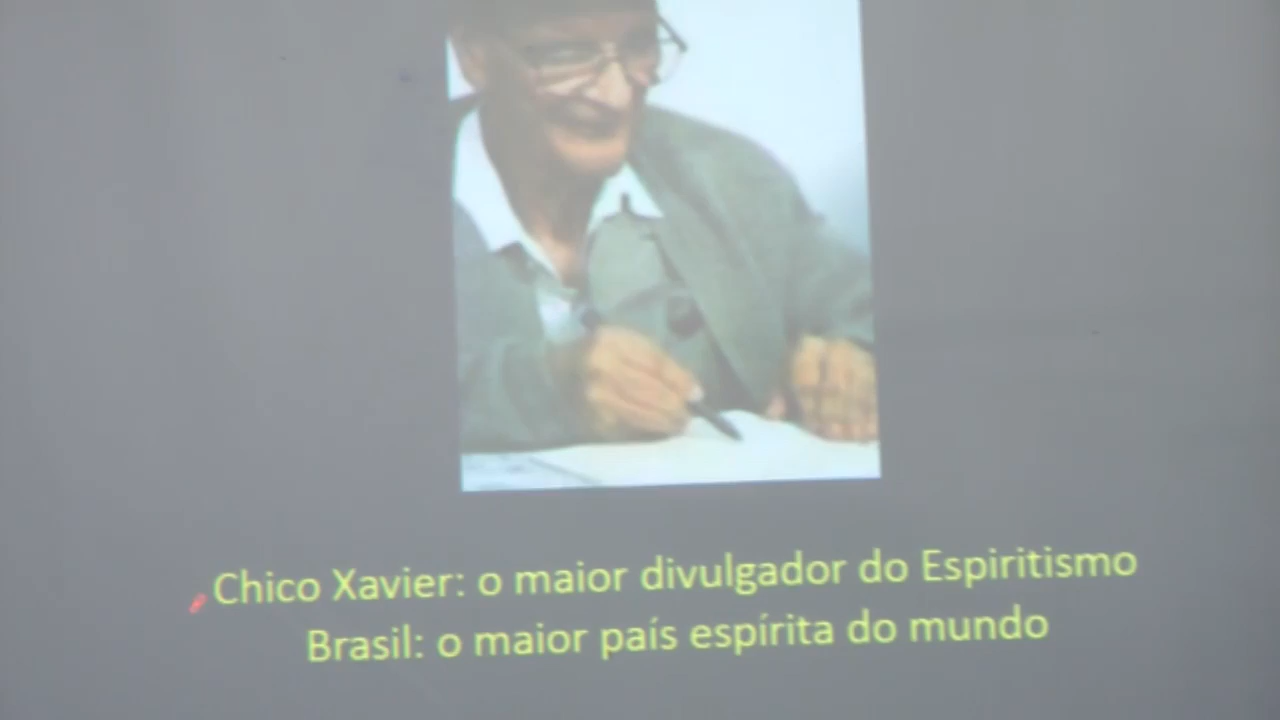 Chico Xavier: o maior divulgador do Espiritismo
Brasil: o maior país espírita do mundo